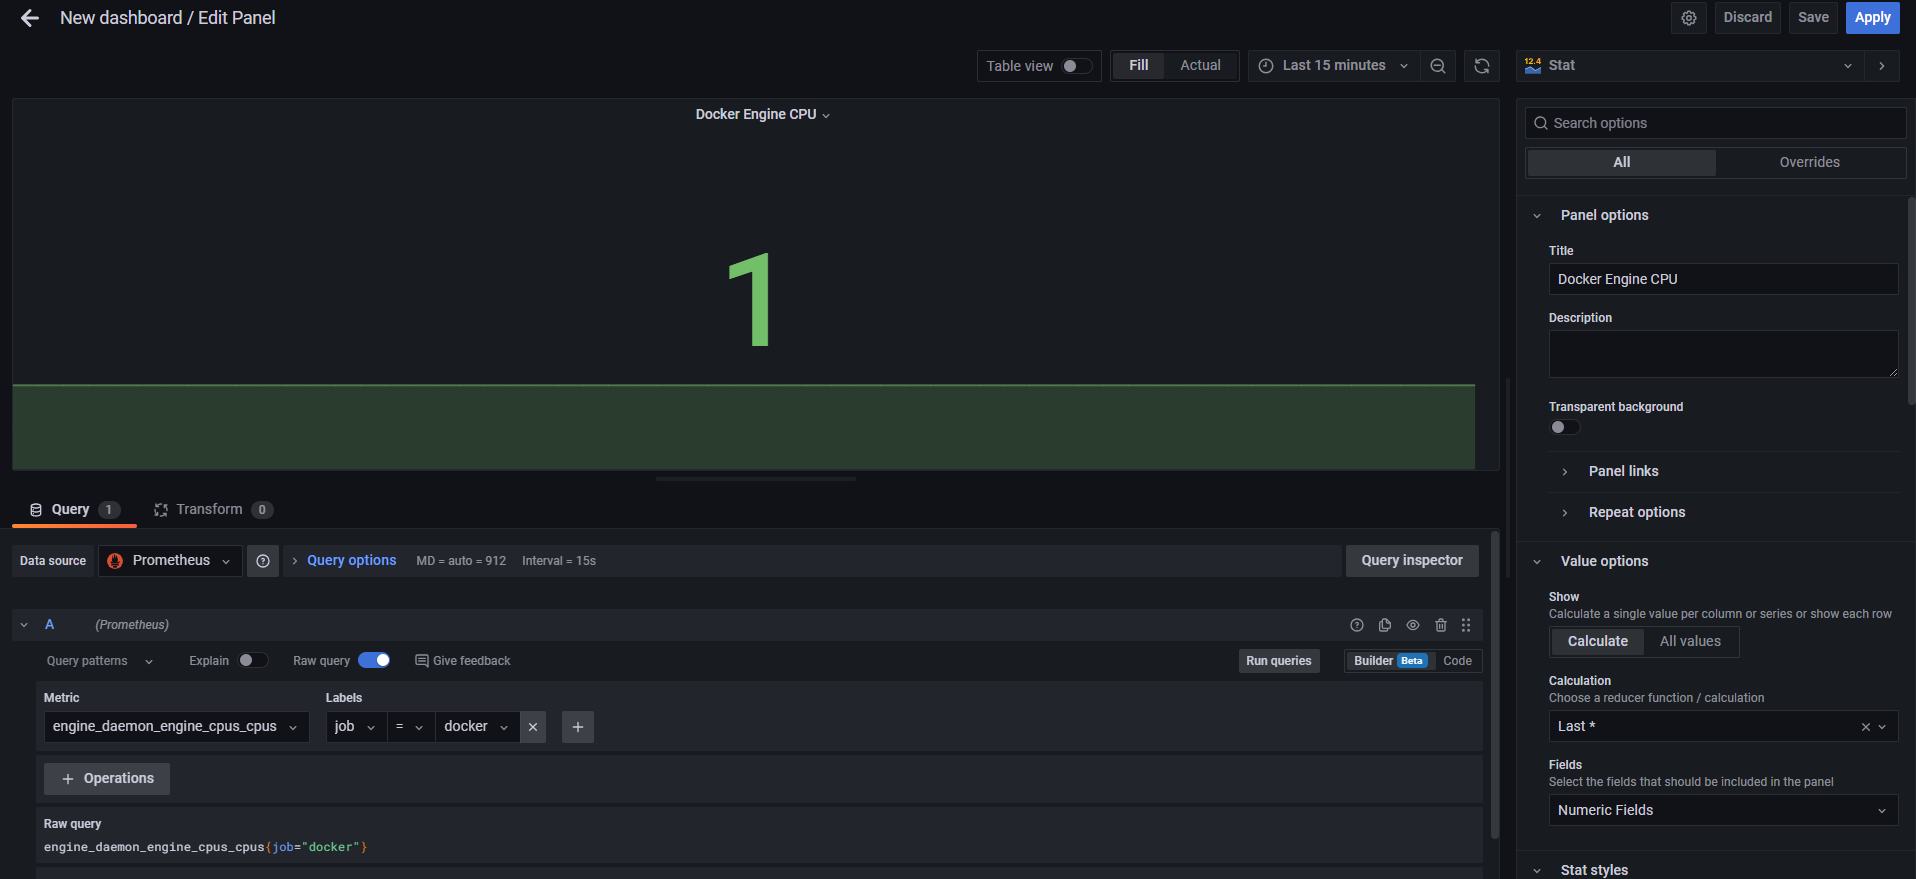 New dashboard / Edit Panel
Discard
Save
Apply
Table view
Fill
Actual
Last 15 minutes
12.4
Stat
Docker Engine CPU
1
Search options
All
Overrides
Panel options
Title
Docker Engine CPU
Description
Transparent background
Panel links
Repeat options
Value options
Show
Calculate a single value per column or series or show each row
Calculate
All values
Calculation
Choose a reducer function / calculation
Last *
Fields
Select the fields that should be included in the panel
Numeric Fields
Stat styles
Query 1
Transform 0
Data source
Prometheus
Query options
MD = auto = 912
Interval = 15s
Query inspector
A
(Prometheus)
Query patterns
Explain
Raw query
Give feedback
Run queries
Builder Beta
Code
Metric
Labels
engine_daemon_engine_cpus_cpus
job
=
docker
+ Operations
Raw query
engine_daemon_engine_cpus_cpus{job="docker"}